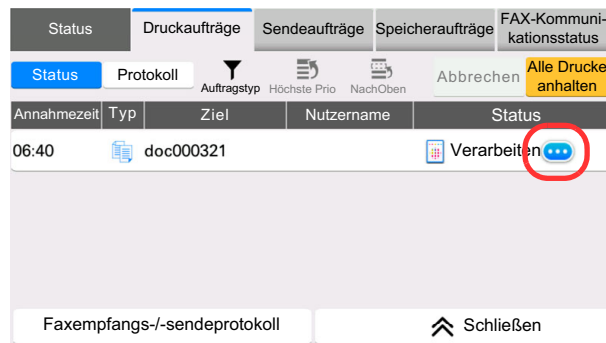 Status
Druckaufträge
Sendeaufträge
Speicheraufträge
FAX-Kommuni-
kationsstatus
Status
Protokoll
Auftragstyp
Höchste Prio
NachOben
Abbrechen
Alle Drucke
anhalten
Annahmezeit Typ Ziel Nutzername Status
06:40 doc000321 Verarbeiten
Faxempfangs-/-sendeprotokoll
Schließen